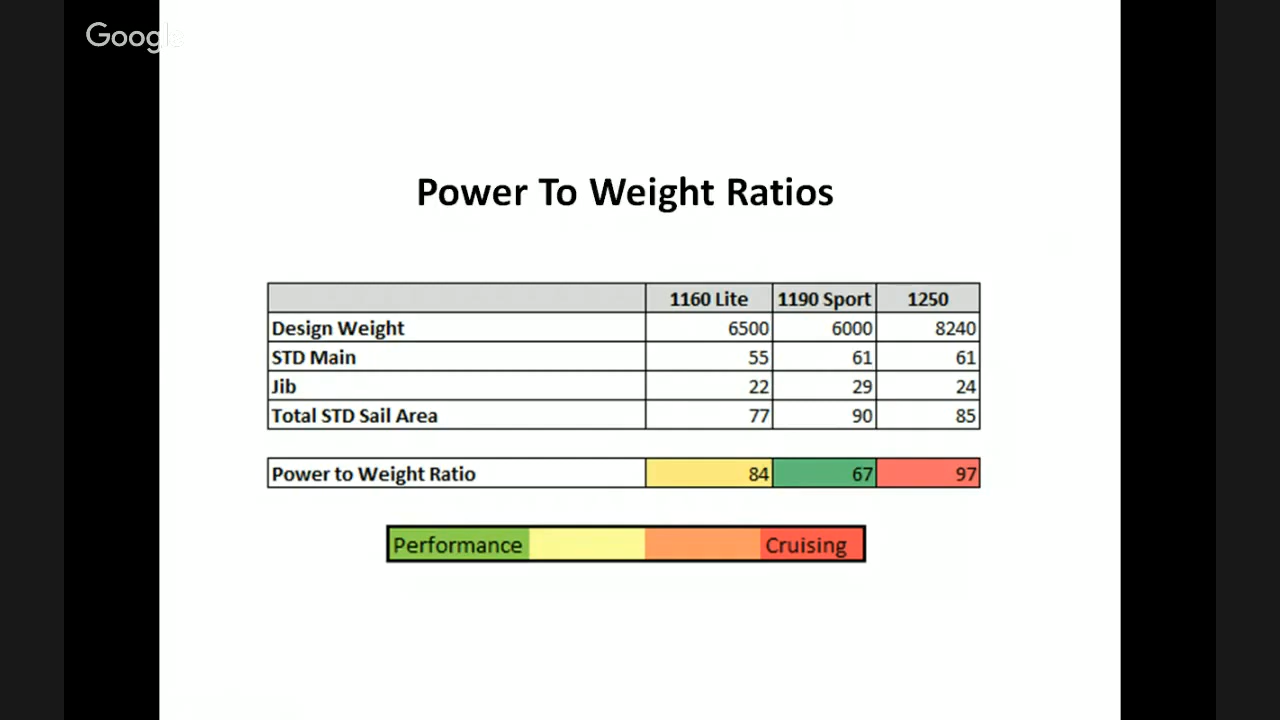 Google
Power To Weight Ratios
1160 Lite 1190 Sport 1250
Design Weight 6500 6000 8240
STD Main 55 61 61
Jib 22 29 24
Total STD Sail Area 77 90 85
Power to Weight Ratio 84 67 97
Performance Cruising